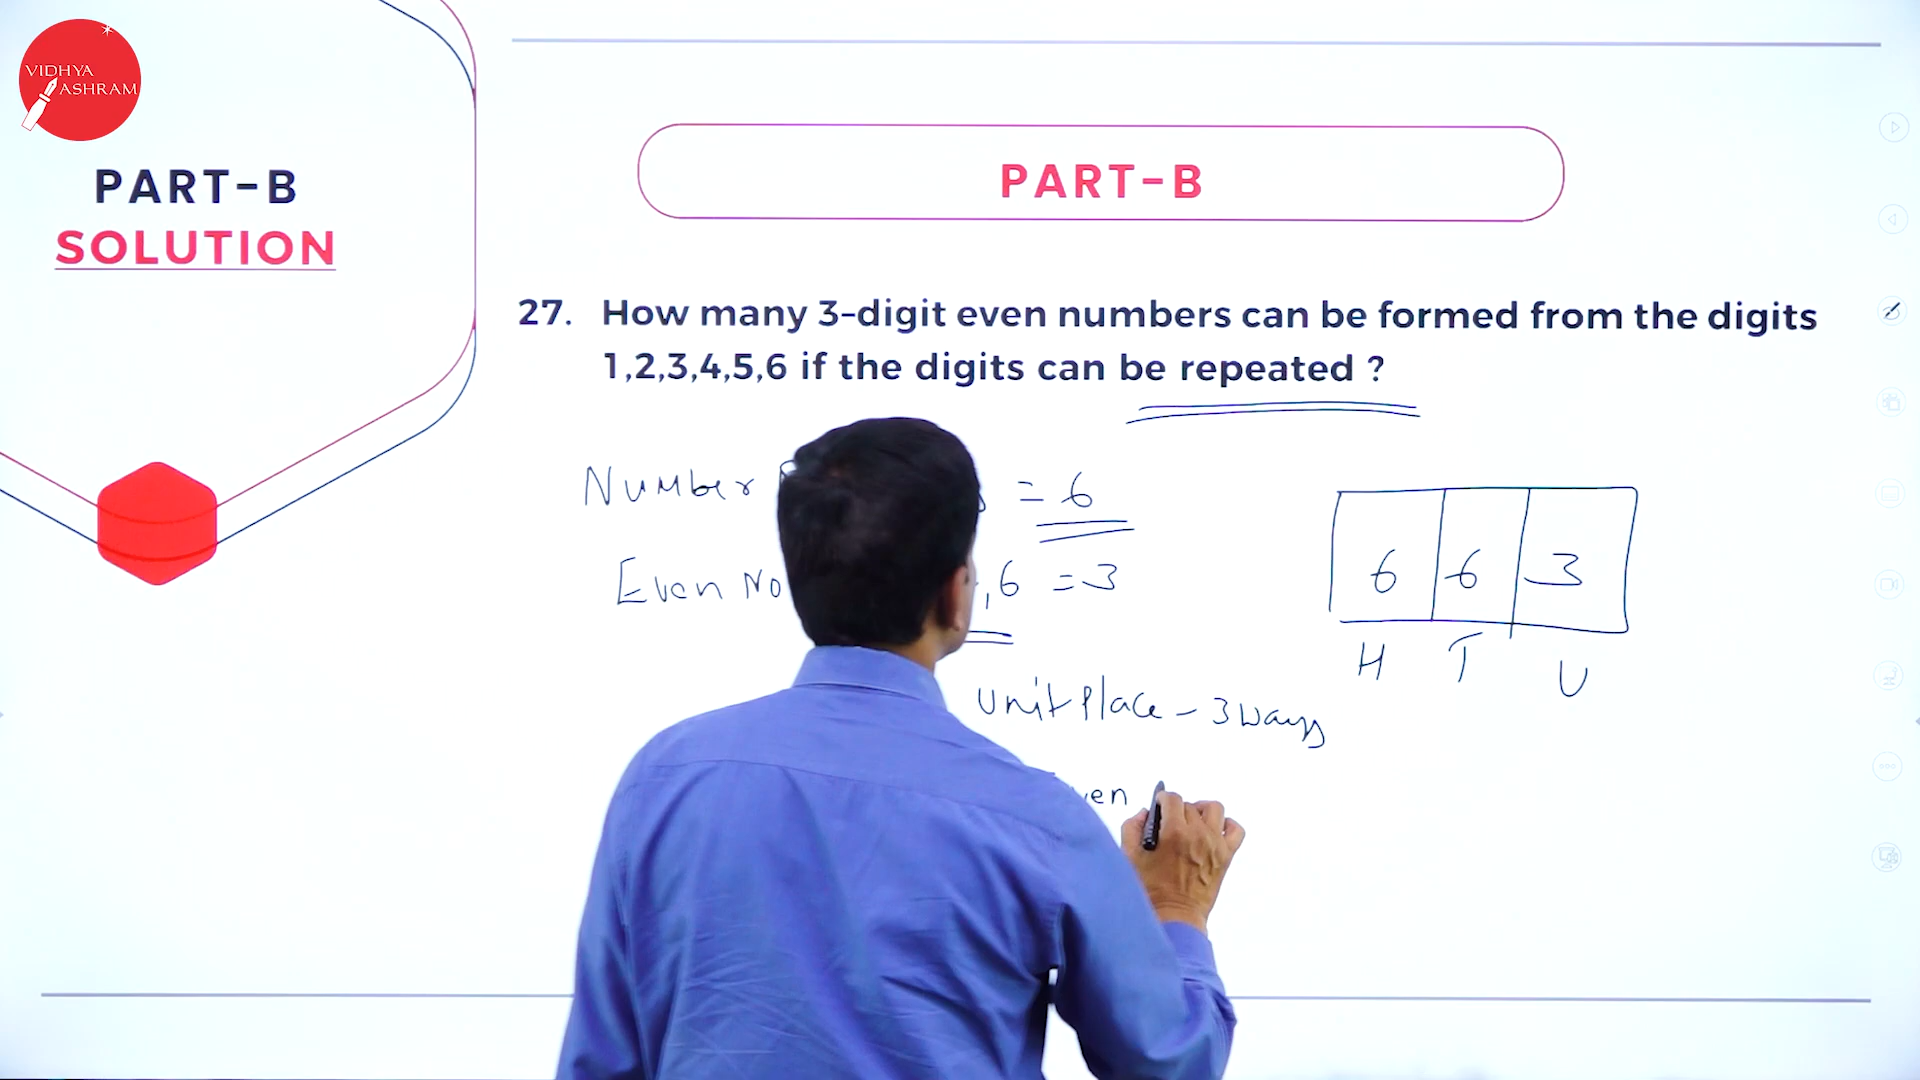 VIDHYA
ASHRAM
PART-B
SOLUTION
PART-B
27. How many 3-digit even numbers can be formed from the digits
1,2,3,4,5,6 if the digits can be repeated ?
Number = 6
Even No ,6 = 3
6 6 3
H T U
Unit Place - 3 ways